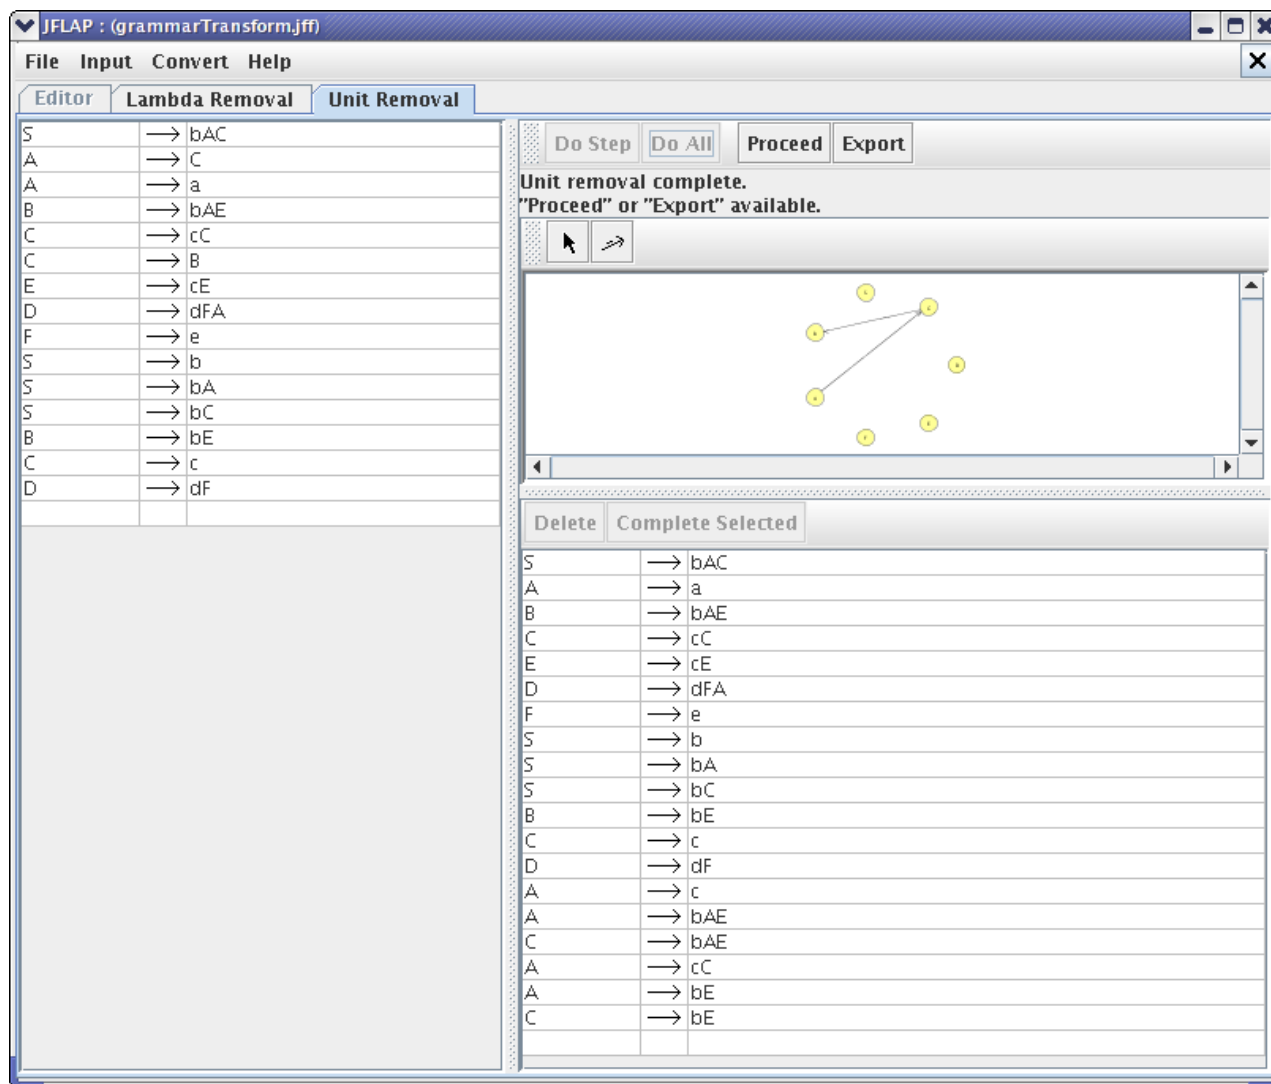 JFLAP : (grammarTransform.jff)
File Input Convert Help
Editor Lambda Removal Unit Removal
S → bAC
A → C
A → a
B → bAE
C → cC
C → B
E → cE
D → dFA
F → e
S → b
S → bA
S → bC
B → bE
C → c
D → dF
Do Step Do All Proceed Export
Unit removal complete.
"Proceed" or "Export" available.
Delete Complete Selected
S → bAC
A → a
B → bAE
C → cC
E → cE
D → dFA
F → e
S → b
S → bA
S → bC
B → bE
C → c
D → dF
A → c
A → bAE
C → bAE
A → cC
A → bE
C → bE